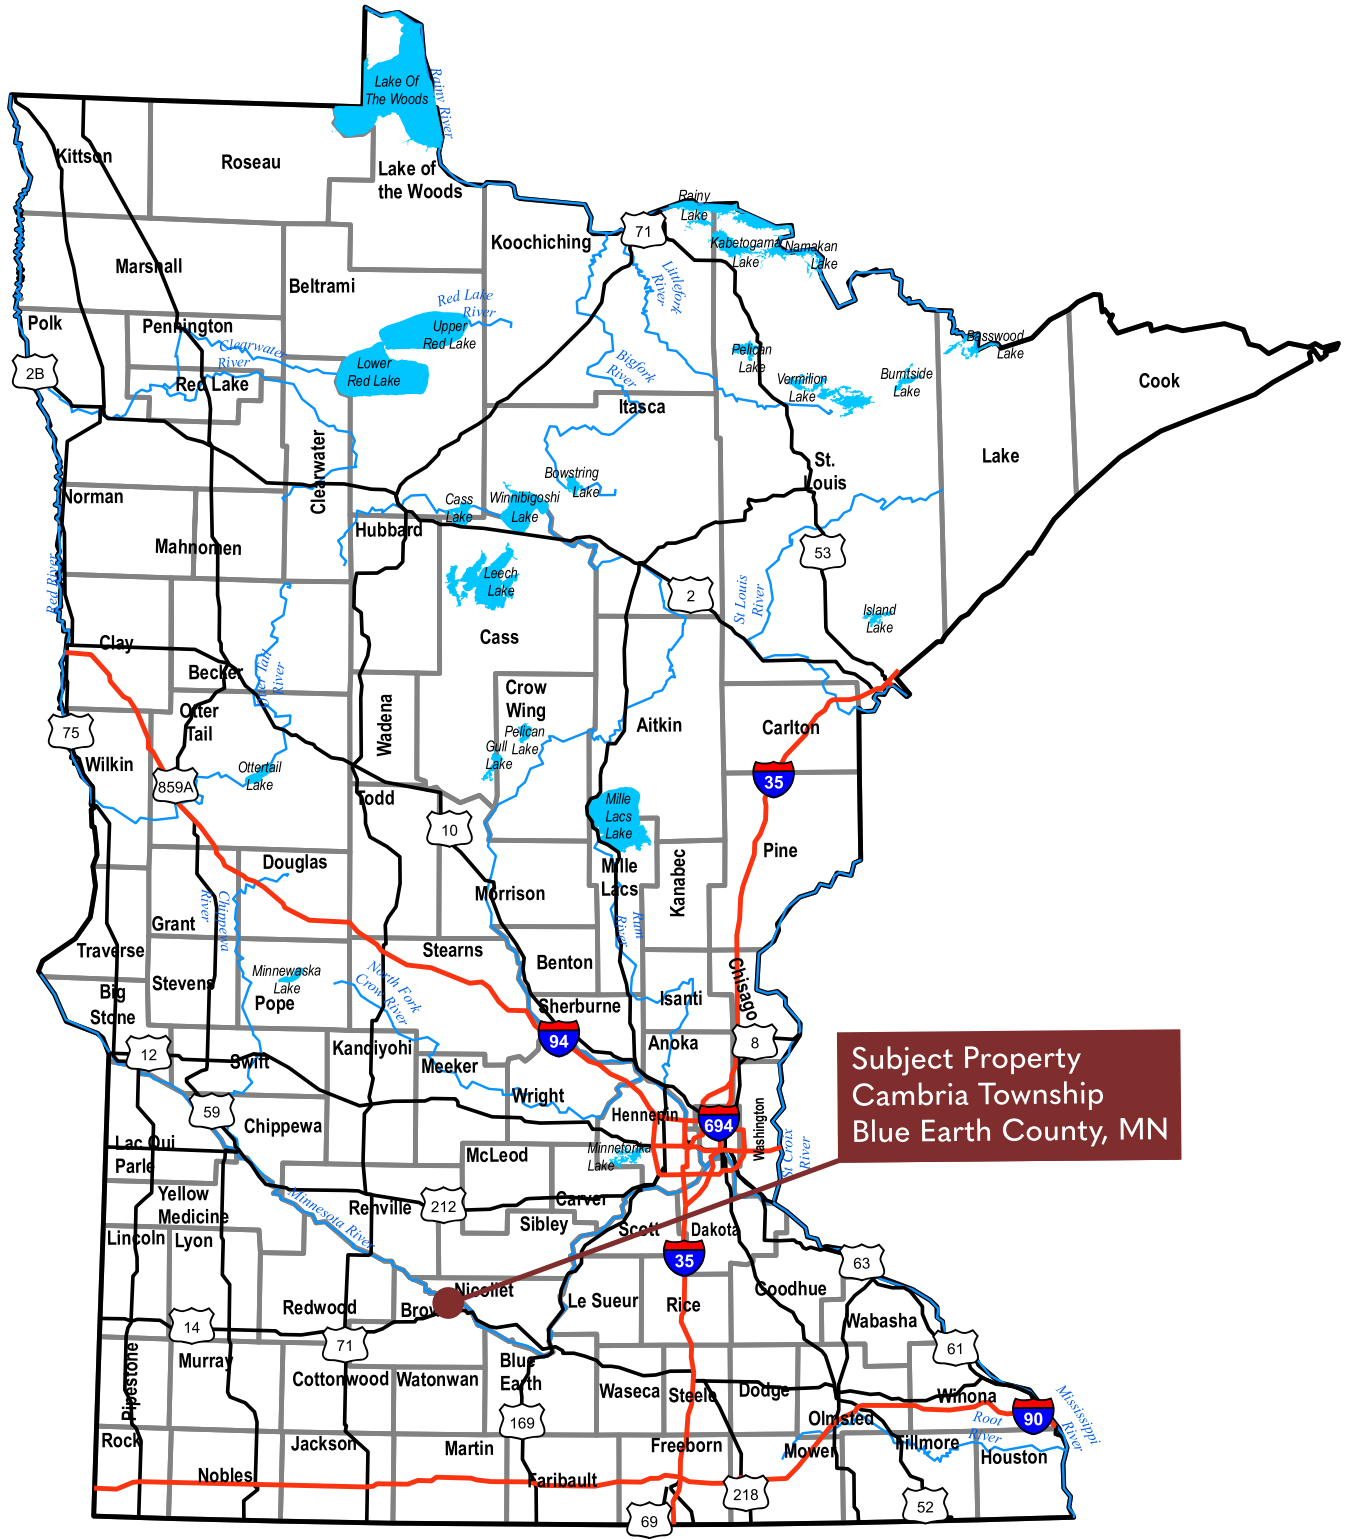 Lake Of
The Woods
Rainy River
Kittson
Roseau
Lake of
the Woods
Rainy
Lake
71
Koochiching
Kabetogama
Lake
Namakan
Lake
Marshall
Beltrami
Littlefork
River
Red Lake
River
Polk
Pennington
Upper
Red Lake
Clearwater
River
Basswood
Lake
Pelican
Lake
2B
Lower
Red Lake
Bigfork
River
Vermilion
Lake
Burntside
Lake
Cook
Red Lake
Itasca
Clearwater
St.
Louis
Lake
Norman
Bowstring
Lake
Cass
Lake
Winnibigoshi
Lake
Hubbard
Mahnomen
53
Red River
Leech
Lake
2
St Louis
River
Island
Lake
Clay
Cass
Becker
Otter Tail
River
Crow
Wing
Otter
Tail
Wadena
Aitkin
Carlton
75
Pelican
Lake
Gull
Lake
Wilkin
859A
Ottertail
Lake
35
Todd
Mille
Lacs
Lake
10
Pine
Douglas
Mille
Lacs
Kanabec
Morrison
Chippewa
River
Grant
Rum
River
Traverse
Stearns
Benton
Chisago
Minnewaska
Lake
North Fork
Crow River
Big
Stone
Stevens
Pope
Sherburne
Isanti
94
Anoka
8
12
Swift
Kandiyohi
Meeker
Subject Property
Cambria Township
Blue Earth County, MN
Wright
59
Chippewa
Hennepin
694
Washington
Lac Qui
Parle
McLeod
Minnetonka
Lake
St Croix
River
Yellow
Medicine
Minnesota River
Renville
212
Carver
Sibley
Scott
Dakota
Lincoln
Lyon
35
63
Nicollet
Goodhue
Redwood
Brow
Le Sueur
Rice
14
71
Wabasha
61
Pipestone
Murray
Cottonwood
Watonwan
Blue
Earth
Waseca
Steele
Dodge
Winona
Mississippi
River
169
Olmsted
Root
River
90
Rock
Jackson
Martin
Freeborn
Mower
Fillmore
Houston
Nobles
Faribault
218
52
69